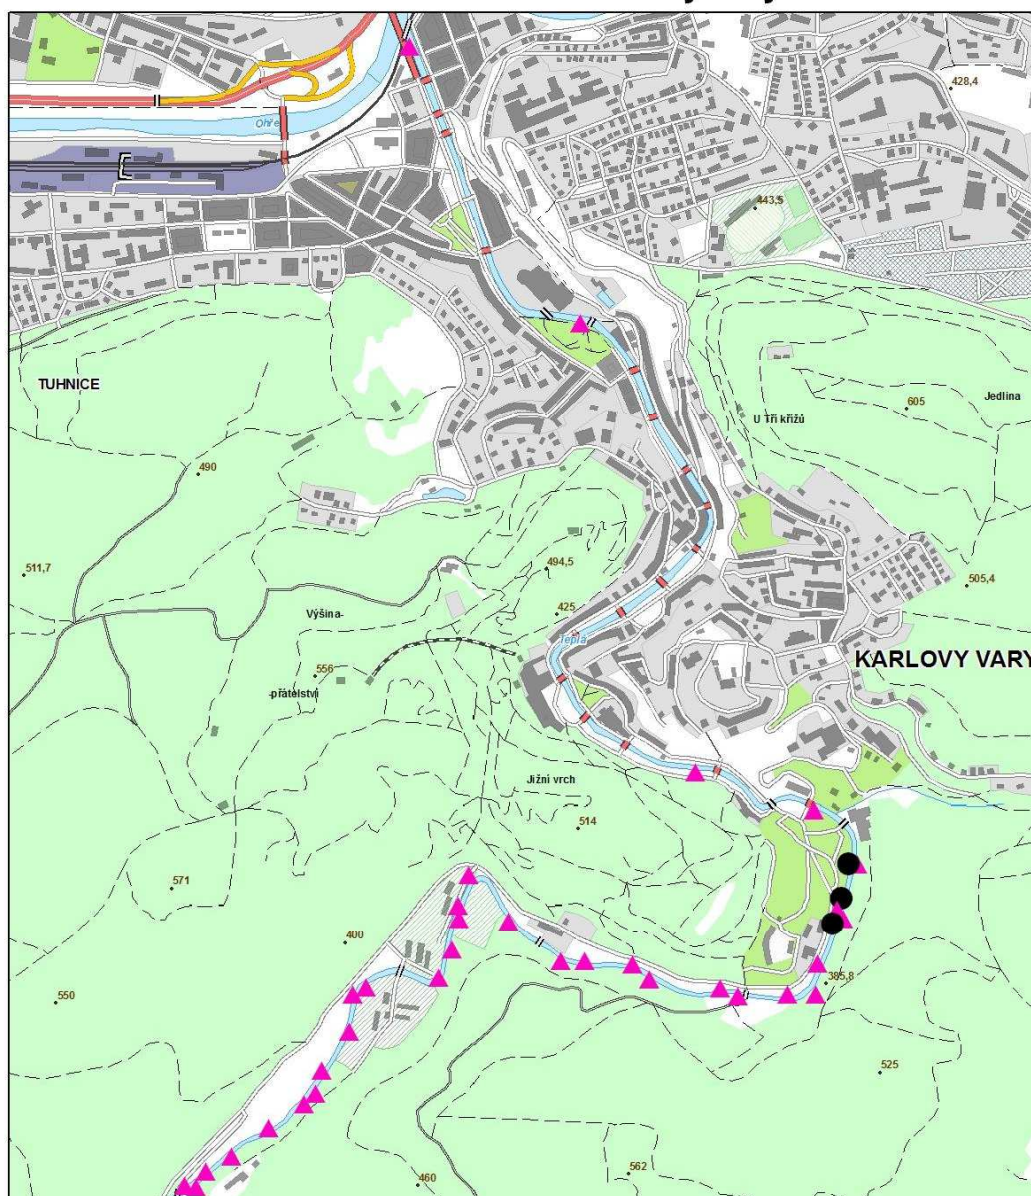 428,4
Ohře
443,5
TUHNICE
605
Jedlina
U Tří křížů
490
511,7
494,5
505,4
425
Výšina-
Teplá
KARLOVY VARY
556
-přátelství
Jižní vrch
514
571
400
385,8
550
525
562
460